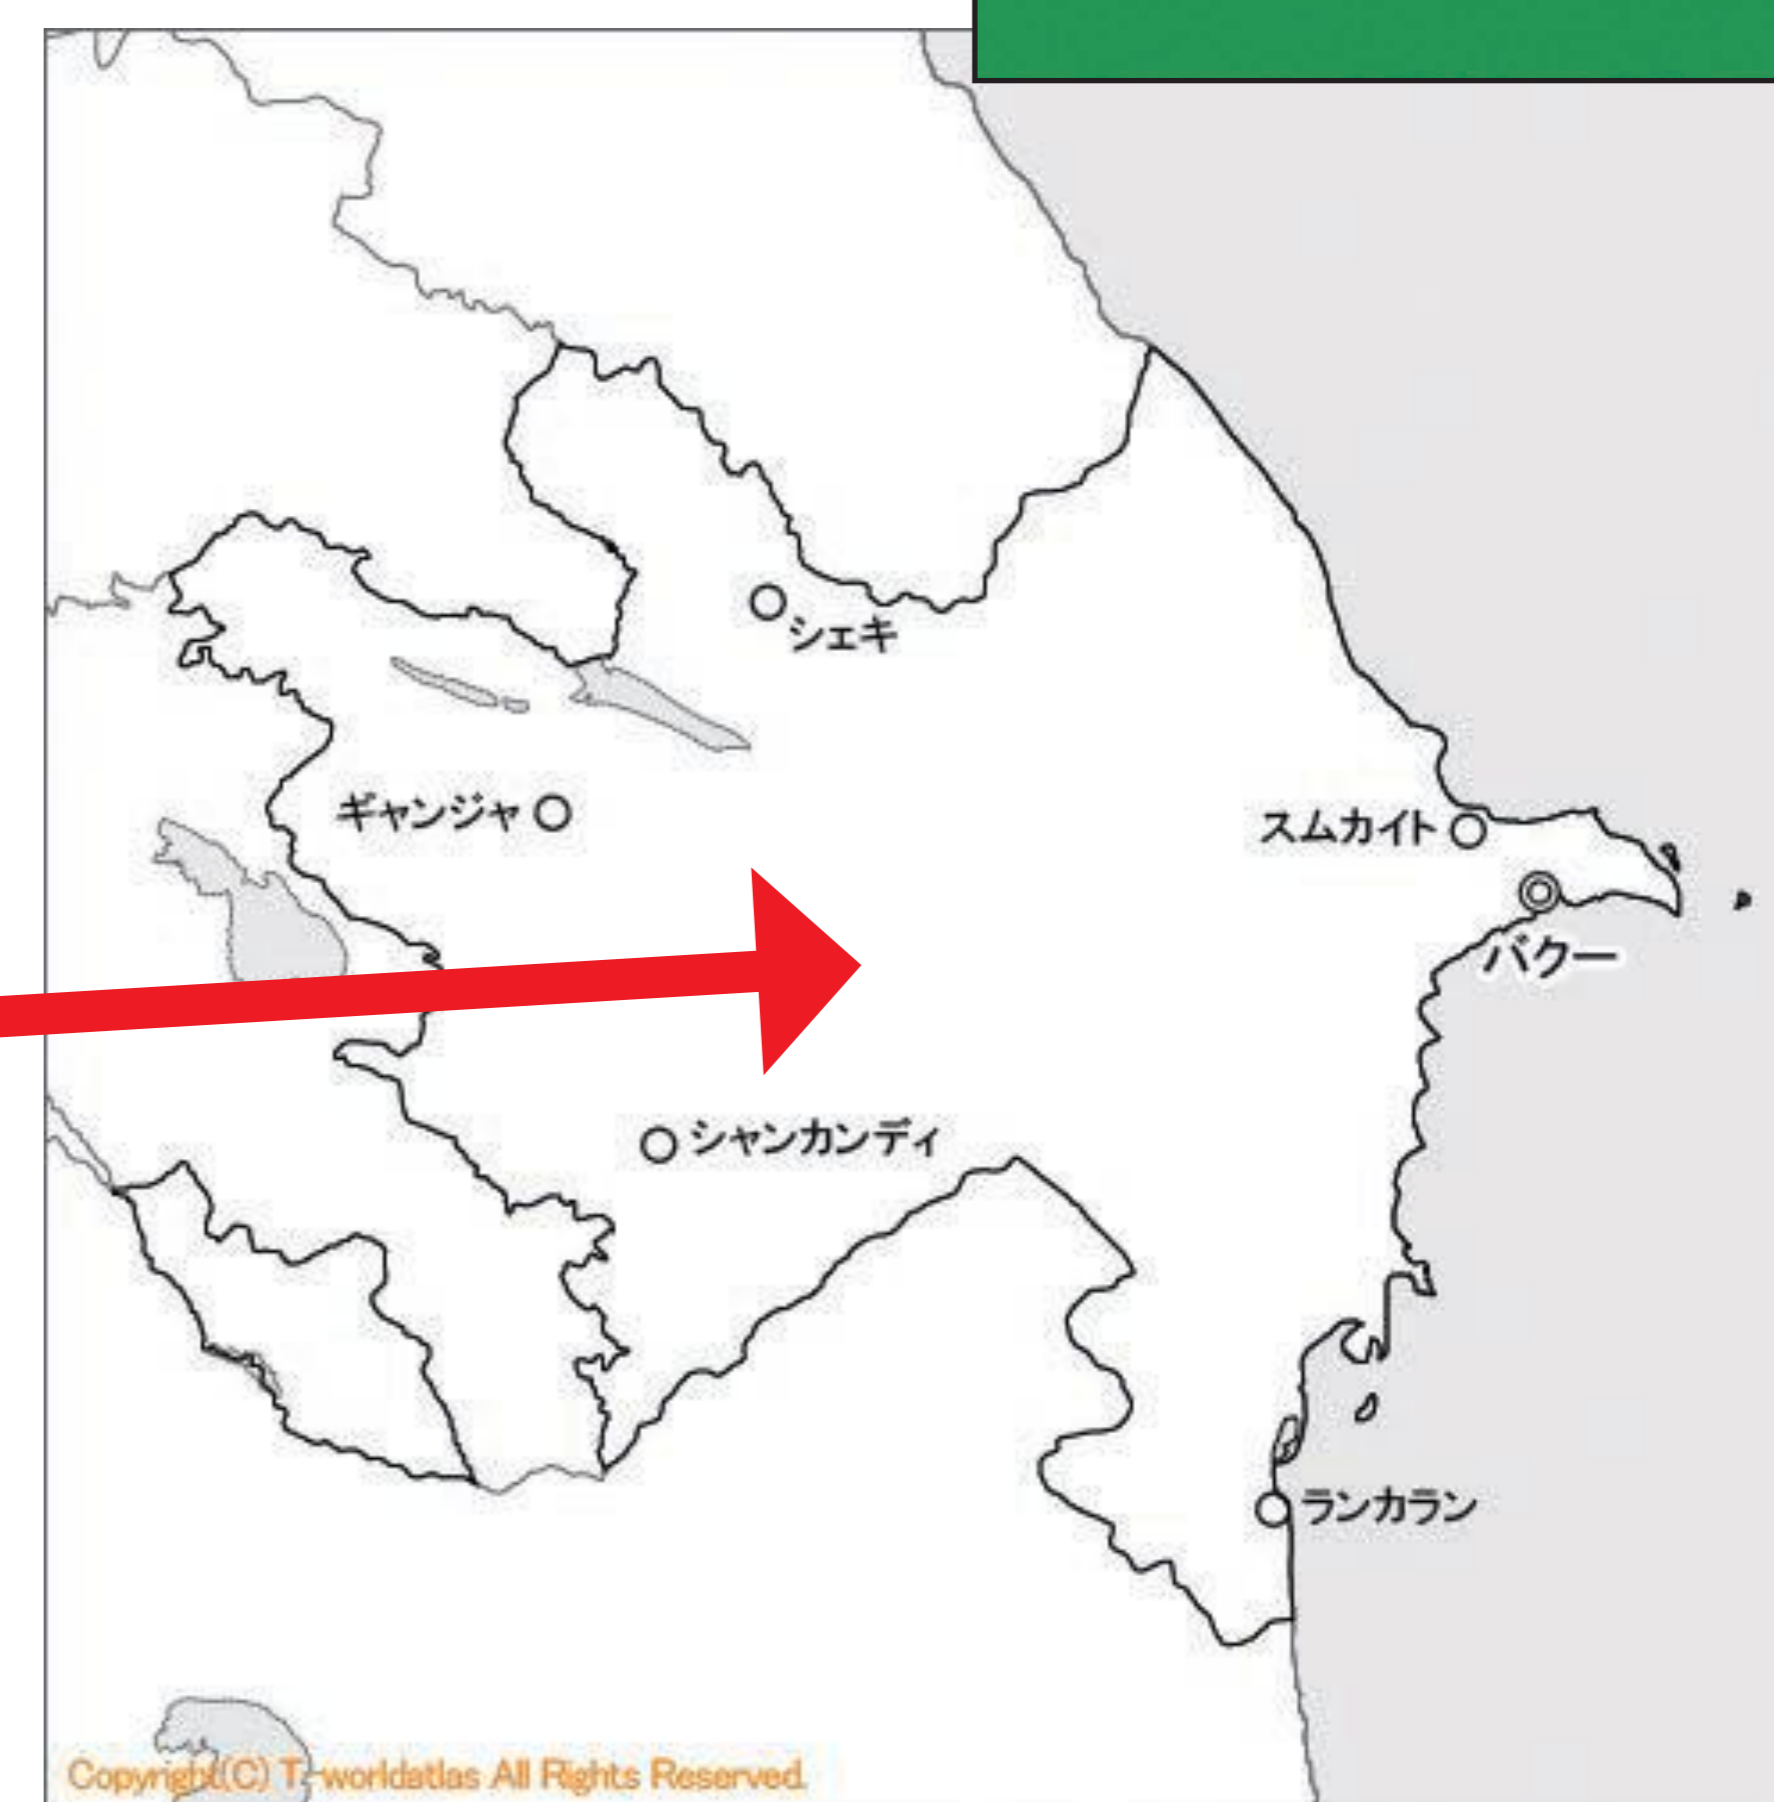 シェキ
ギャンジャ
スムカイト
バクー
シャンカンディ
ランカラン
Copyright(C) T-worldatlas All Rights Reserved.